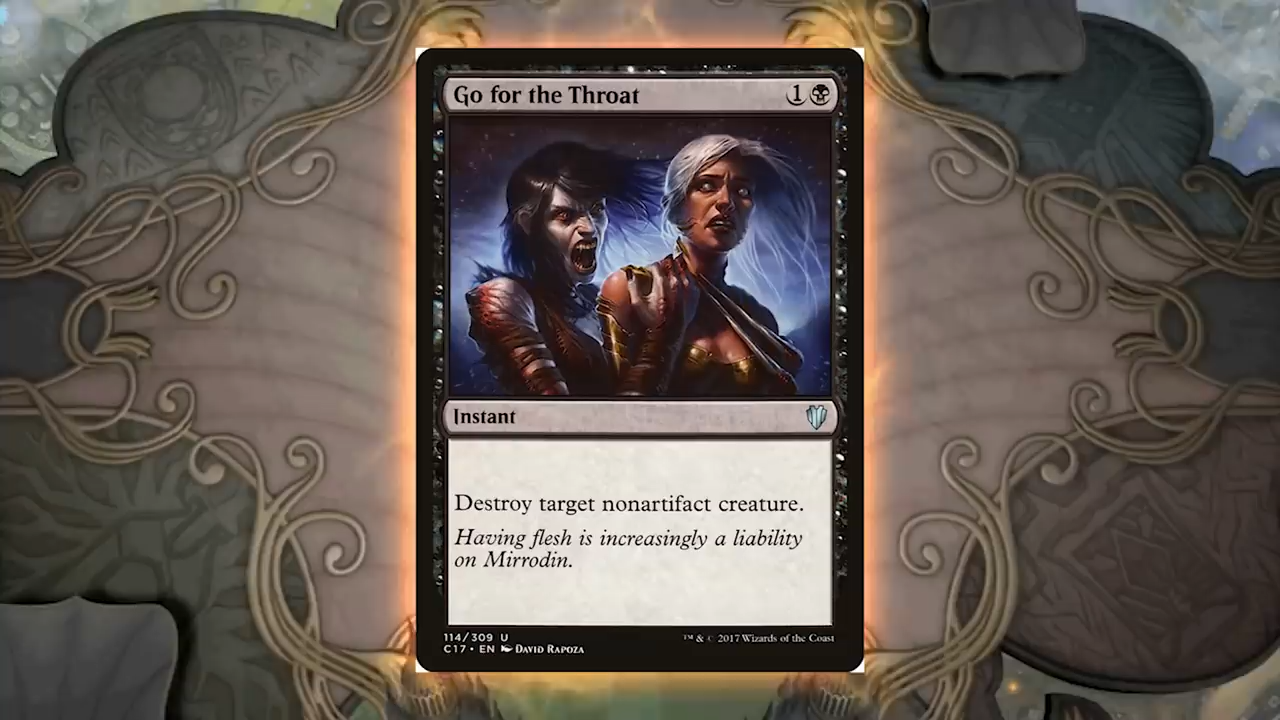 Go for the Throat 1
Instant
Destroy target nonartifact creature.
Having flesh is increasingly a liability
on Mirrodin.
114/309 U
™ & © 2017 Wizards of the Coast
C17 • EN DAVID RAPOZA